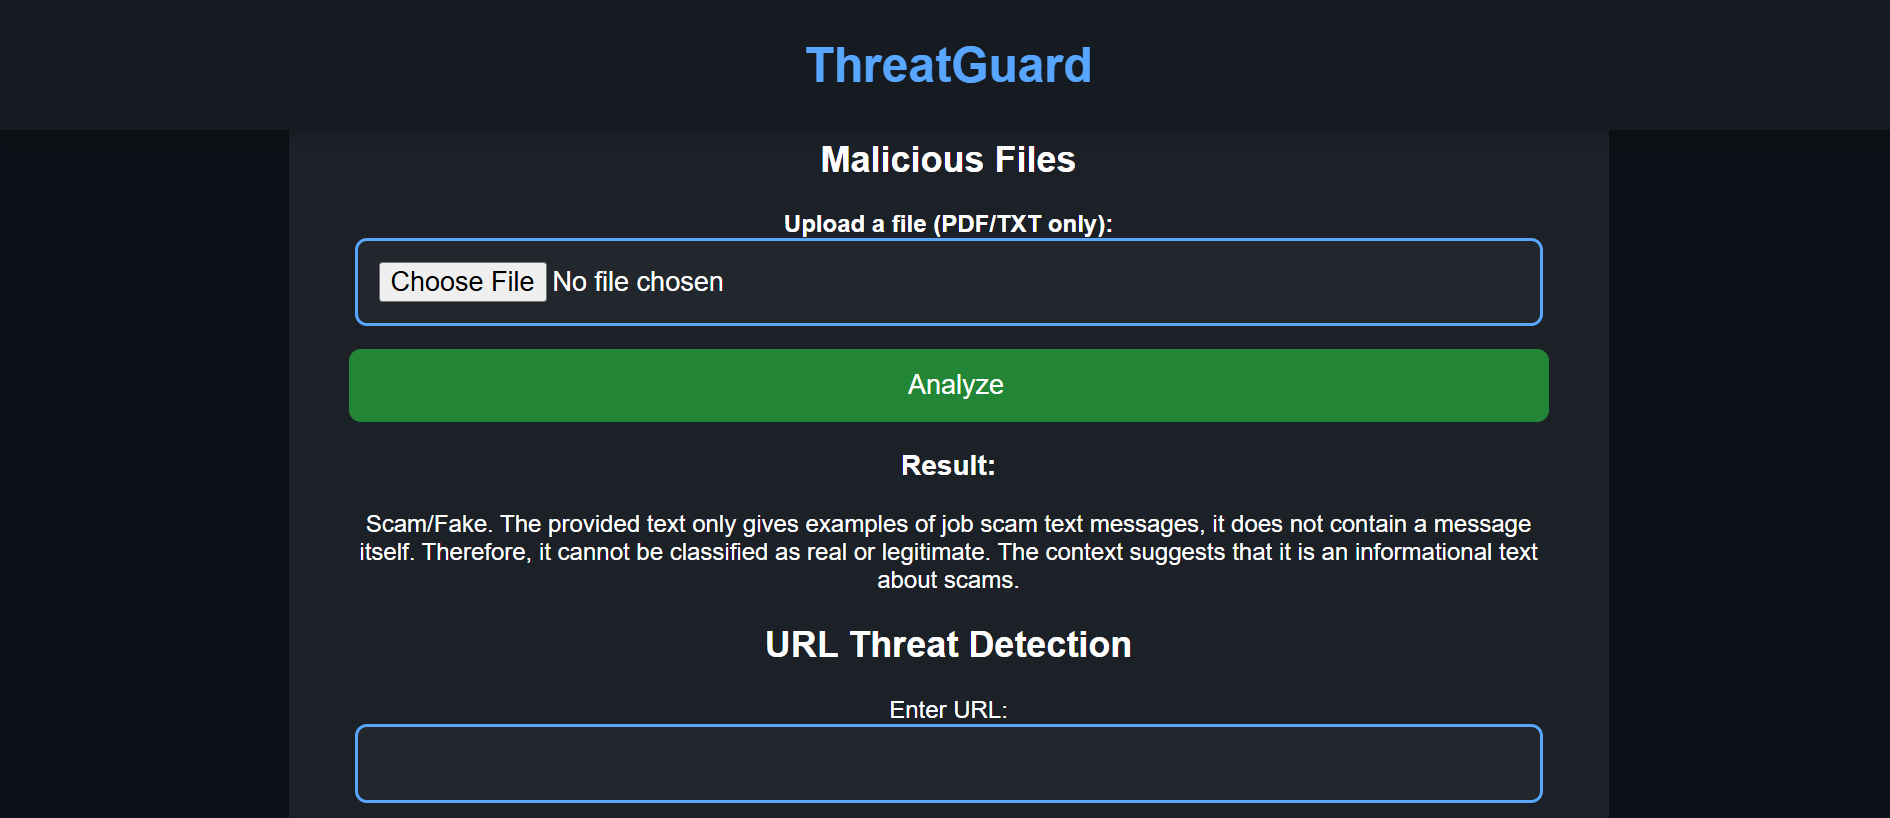 ThreatGuard
Malicious Files
Upload a file (PDF/TXT only):
Choose File No file chosen
Analyze
Result:
Scam/Fake. The provided text only gives examples of job scam text messages, it does not contain a message
itself. Therefore, it cannot be classified as real or legitimate. The context suggests that it is an informational text
about scams.
URL Threat Detection
Enter URL: